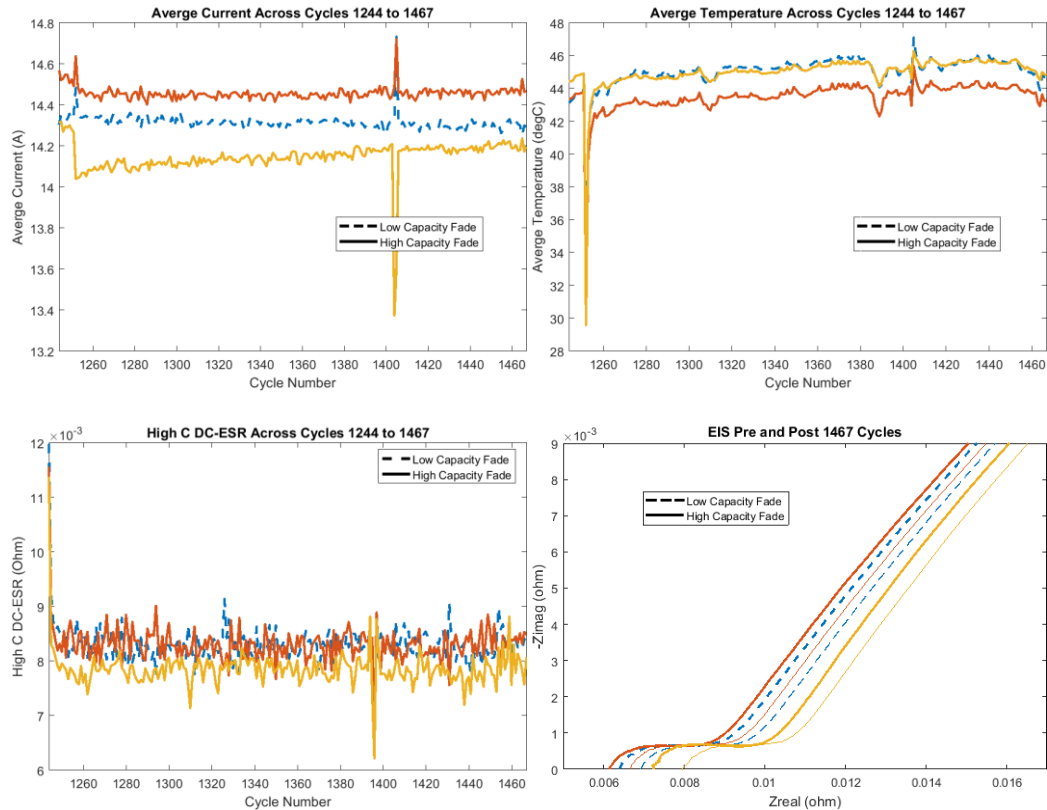 Averge Current Across Cycles 1244 to 1467
14.8
14.6
14.4
14.2
14
13.8
13.6
13.4
13.2
Averge Current (A)
Low Capacity Fade
High Capacity Fade
1260 1280 1300 1320 1340 1360 1380 1400 1420 1440 1460
Cycle Number
Averge Temperature Across Cycles 1244 to 1467
48
46
44
42
40
38
36
34
32
30
28
Averge Temperature (degC)
Low Capacity Fade
High Capacity Fade
1260 1280 1300 1320 1340 1360 1380 1400 1420 1440 1460
Cycle Number
High C DC-ESR Across Cycles 1244 to 1467
×10-3
12
11
10
9
8
7
6
High C DC-ESR (Ohm)
Low Capacity Fade
High Capacity Fade
1260 1280 1300 1320 1340 1360 1380 1400 1420 1440 1460
Cycle Number
EIS Pre and Post 1467 Cycles
×10-3
9
8
7
6
5
4
3
2
1
0
-Zimag (ohm)
Low Capacity Fade
High Capacity Fade
0.006 0.008 0.01 0.012 0.014 0.016
Zreal (ohm)